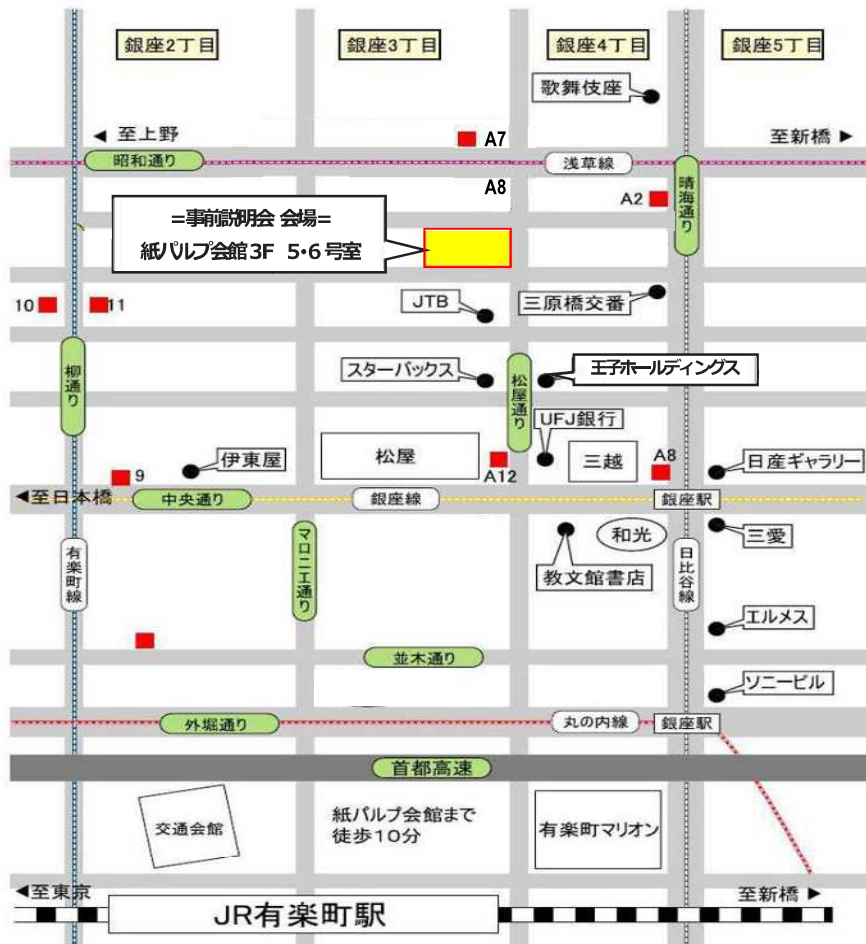 銀座2丁目
銀座3丁目
銀座4丁目
銀座5丁目
歌舞伎座
◀ 至上野
A7
至新橋 ▶
昭和通り
浅草線
晴海通り
A8
A2
=事前説明会 会場=
紙パルプ会館3F 5・6号室
10
11
JTB
三原橋交番
柳通り
スターバックス
松屋通り
王子ホールディングス
UFJ銀行
9
伊東屋
松屋
A12
三越
A8
日産ギャラリー
◀至日本橋
中央通り
銀座線
銀座駅
有楽町線
マロニエ通り
教文館書店
和光
日比谷線
三愛
エルメス
並木通り
ソニービル
外堀通り
丸の内線
銀座駅
首都高速
交通会館
紙パルプ会館まで
徒歩10分
有楽町マリオン
◀至東京
至新橋 ▶
JR有楽町駅